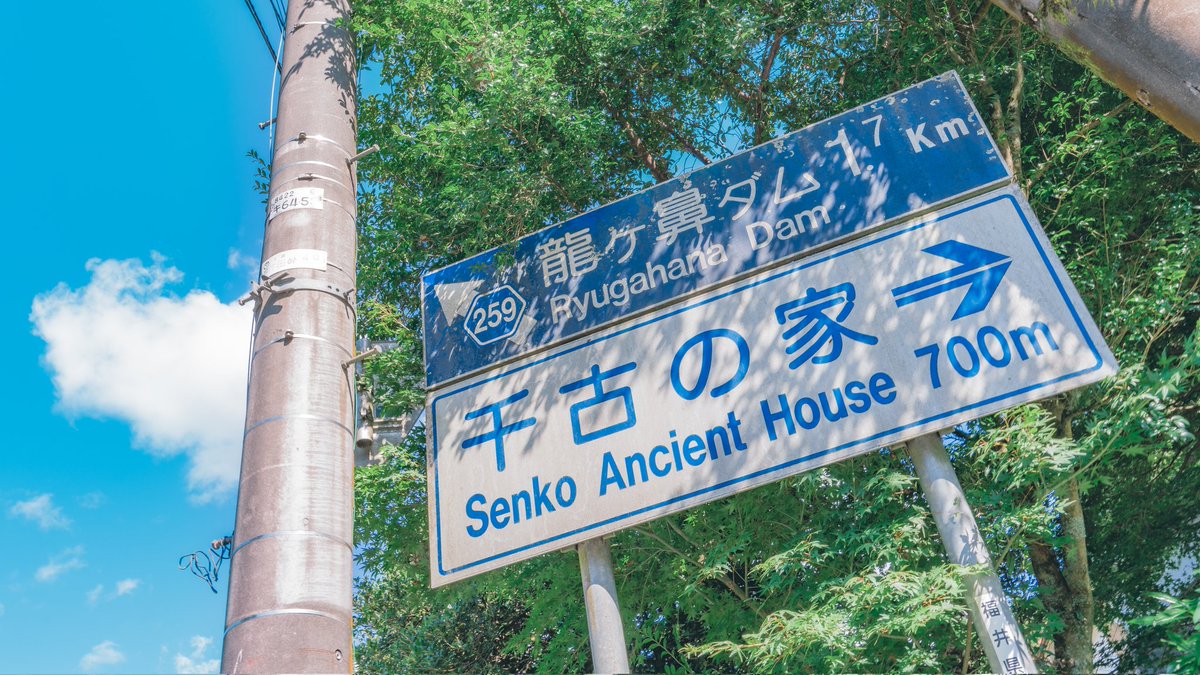 龍ヶ鼻ダム 1.7 Km
259 Ryugahana Dam
千古の家
Senko Ancient House 700m
645
福井県